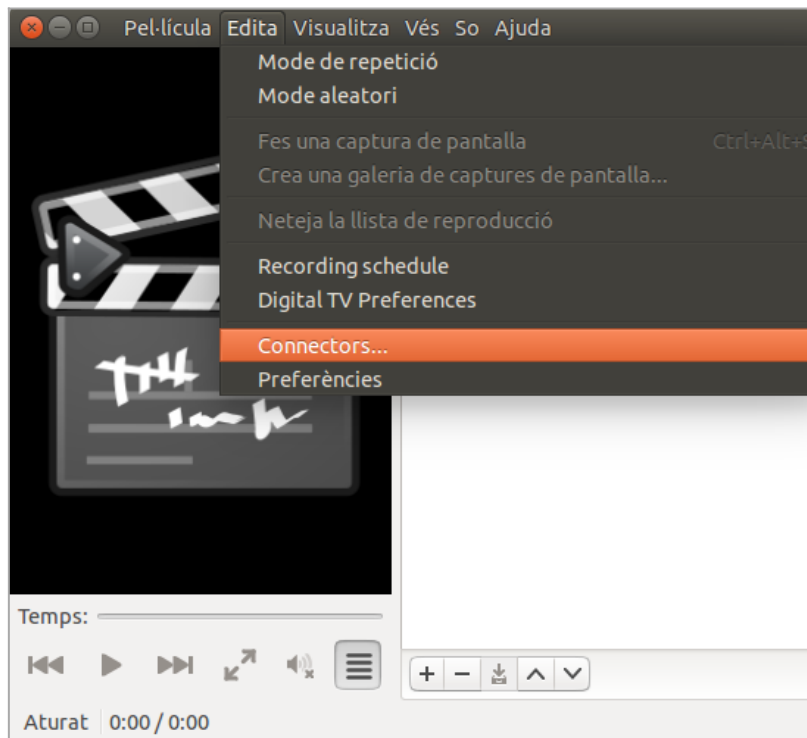 Pel·lícula Edita Visualitza Vés So Ajuda
Mode de repetició
Mode aleatori
Fes una captura de pantalla Ctrl+Alt+S
Crea una galeria de captures de pantalla...
Neteja la llista de reproducció
Recording schedule
Digital TV Preferences
Connectors...
Preferències
Temps:
Aturat 0:00 / 0:00